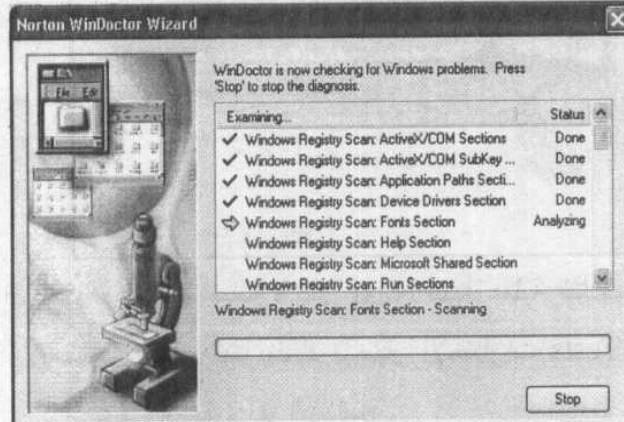 Norton WinDoctor Wizard
WinDoctor is now checking for Windows problems. Press
'Stop' to stop the diagnosis.
Examining... Status
Windows Registry Scan: ActiveX/COM Sections Done
Windows Registry Scan: ActiveX/COM SubKey ... Done
Windows Registry Scan: Application Paths Secti... Done
Windows Registry Scan: Device Drivers Section Done
Windows Registry Scan: Fonts Section Analyzing
Windows Registry Scan: Help Section
Windows Registry Scan: Microsoft Shared Section
Windows Registry Scan: Run Sections
Windows Registry Scan: Fonts Section - Scanning
Stop
File Edi